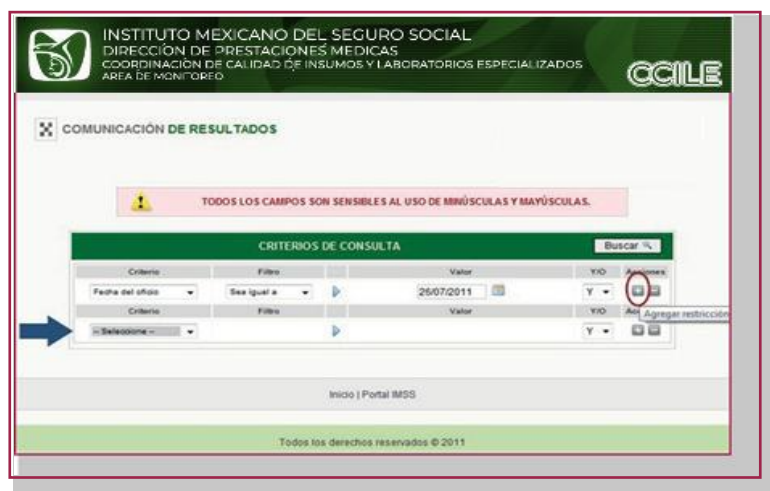 INSTITUTO MEXICANO DEL SEGURO SOCIAL
DIRECCIÓN DE PRESTACIONES MEDICAS
COORDINACIÓN DE CALIDAD DE INSUMOS Y LABORATORIOS ESPECIALIZADOS
AREA DE MONITOREO
CCILE
COMUNICACIÓN DE RESULTADOS
TODOS LOS CAMPOS SON SENSIBLES AL USO DE MINÚSCULAS Y MAYÚSCULAS.
CRITERIOS DE CONSULTA Buscar
Criterio Filtro Valor Y/O Acciones
Fecha del oficio Sea igual a 26/07/2011 Y
Criterio Filtro Valor Y/O Agregar restricción
-- Seleccione -- Y
Inicio | Portal IMSS
Todos los derechos reservados © 2011